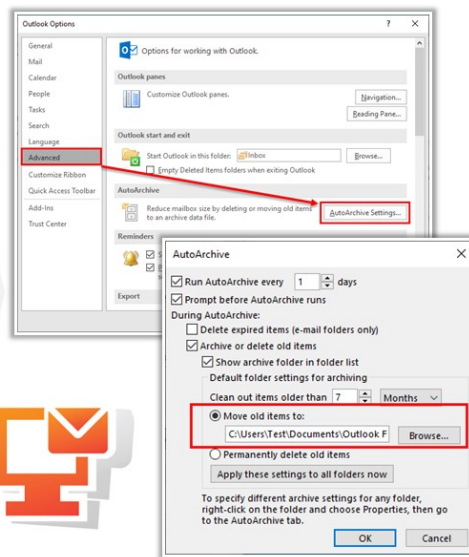 Outlook Options
? ×
General
Mail
Calendar
People
Tasks
Search
Language
Advanced
Customize Ribbon
Quick Access Toolbar
Add-Ins
Trust Center
Options for working with Outlook.
Outlook panes
Customize Outlook panes.
Navigation...
Reading Pane...
Outlook start and exit
Start Outlook in this folder: Inbox
Browse...
Empty Deleted Items folders when exiting Outlook
AutoArchive
Reduce mailbox size by deleting or moving old items
to an archive data file.
AutoArchive Settings...
Reminders
Export
AutoArchive
×
Run AutoArchive every 1 days
Prompt before AutoArchive runs
During AutoArchive:
Delete expired items (e-mail folders only)
Archive or delete old items
Show archive folder in folder list
Default folder settings for archiving
Clean out items older than 7 Months
Move old items to:
C:\Users\Test\Documents\Outlook F
Browse...
Permanently delete old items
Apply these settings to all folders now
To specify different archive settings for any folder,
right-click on the folder and choose Properties, then go
to the AutoArchive tab.
OK
Cancel